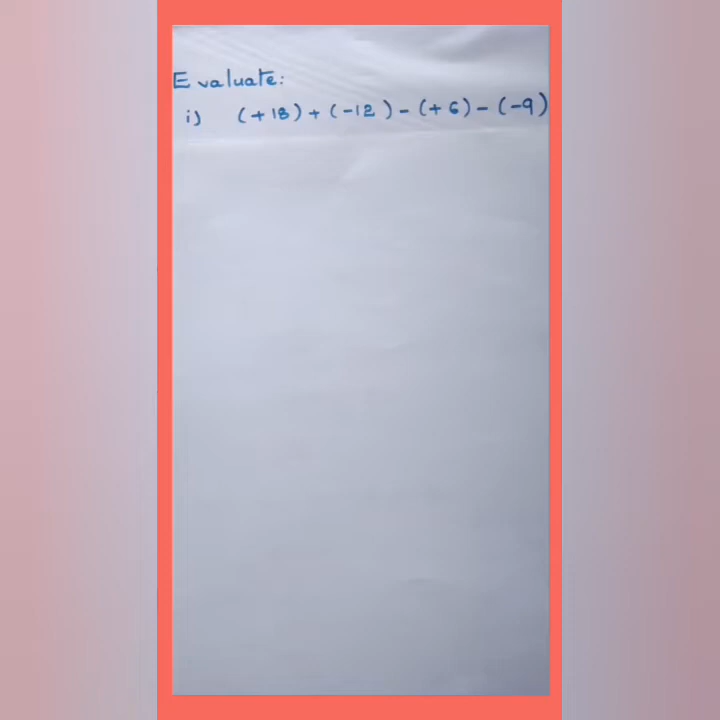 Evaluate:
i) (+18) + (-12) - (+6) - (-9)